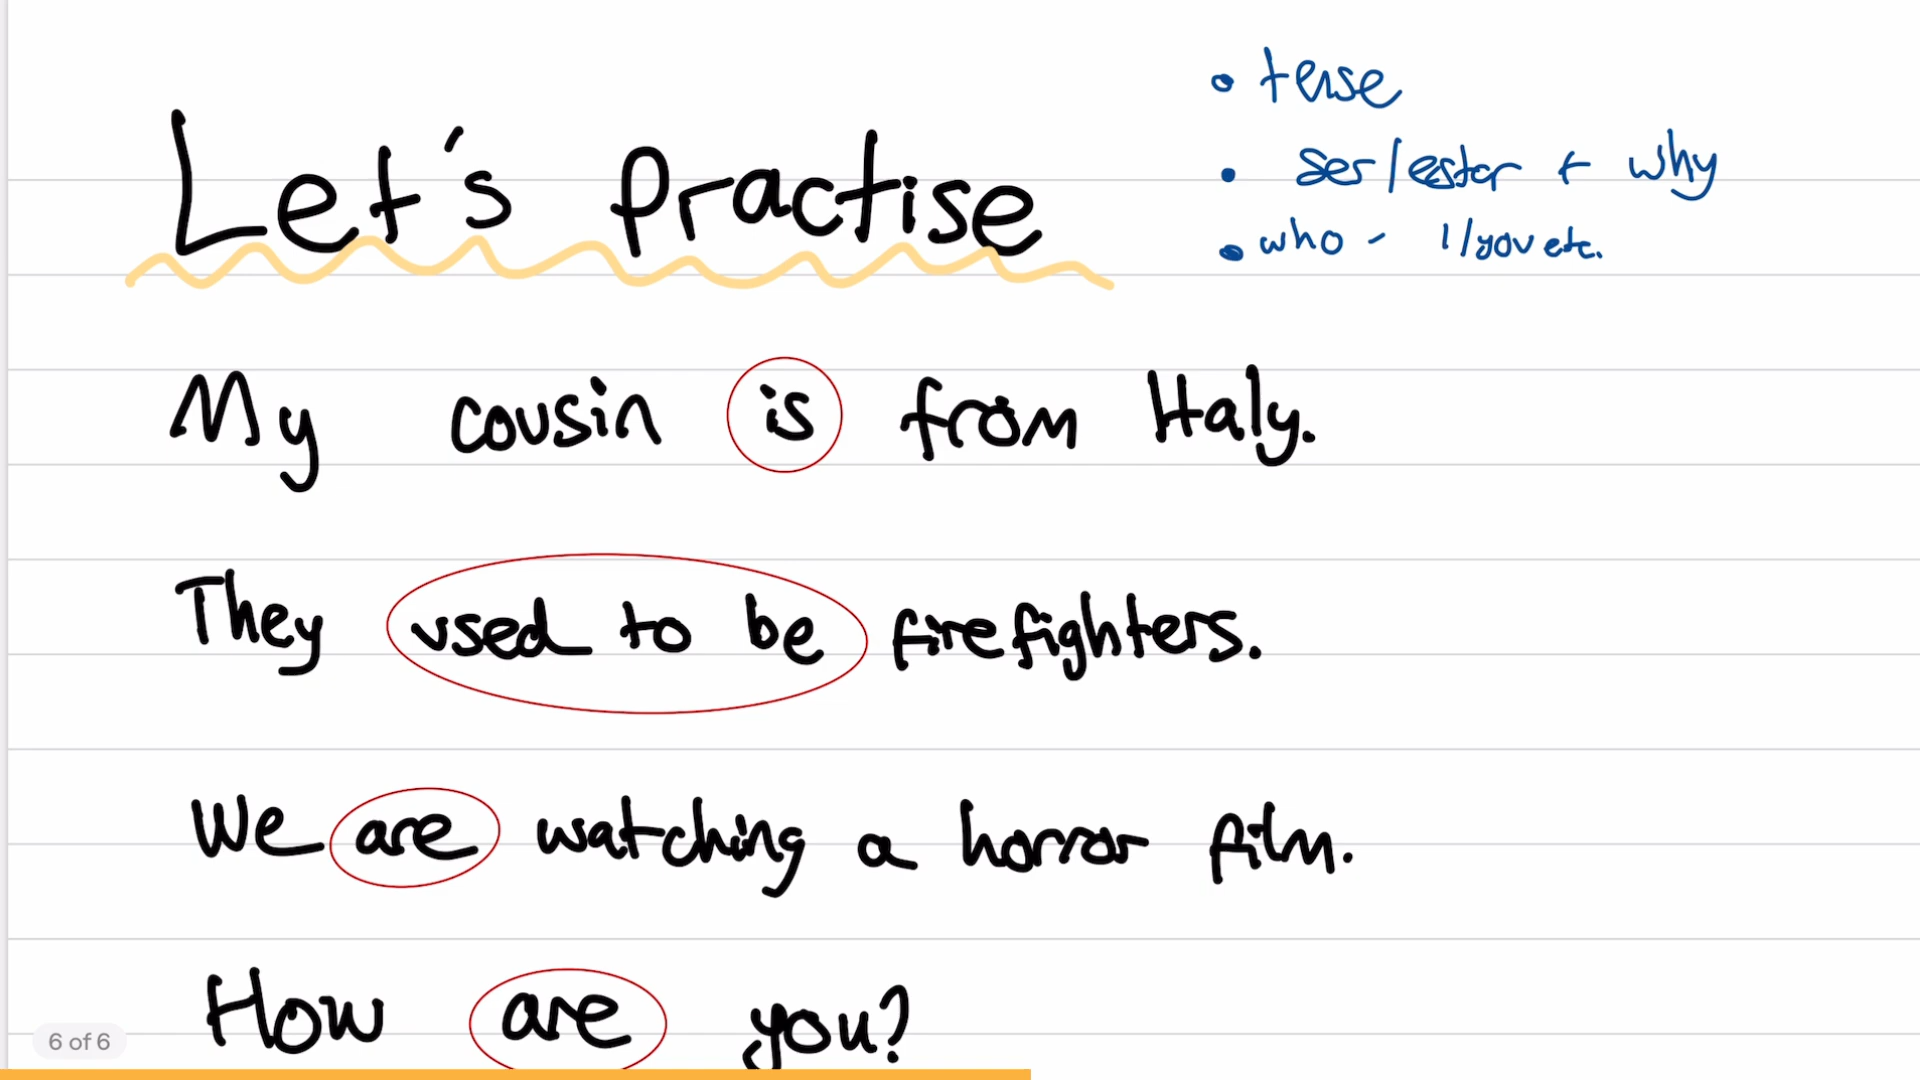 • tense
Let's practise
• ser/estar + why
• who - I/you etc.
My cousin is from Italy.
They used to be firefighters.
We are watching a horror film.
How are you?
6 of 6